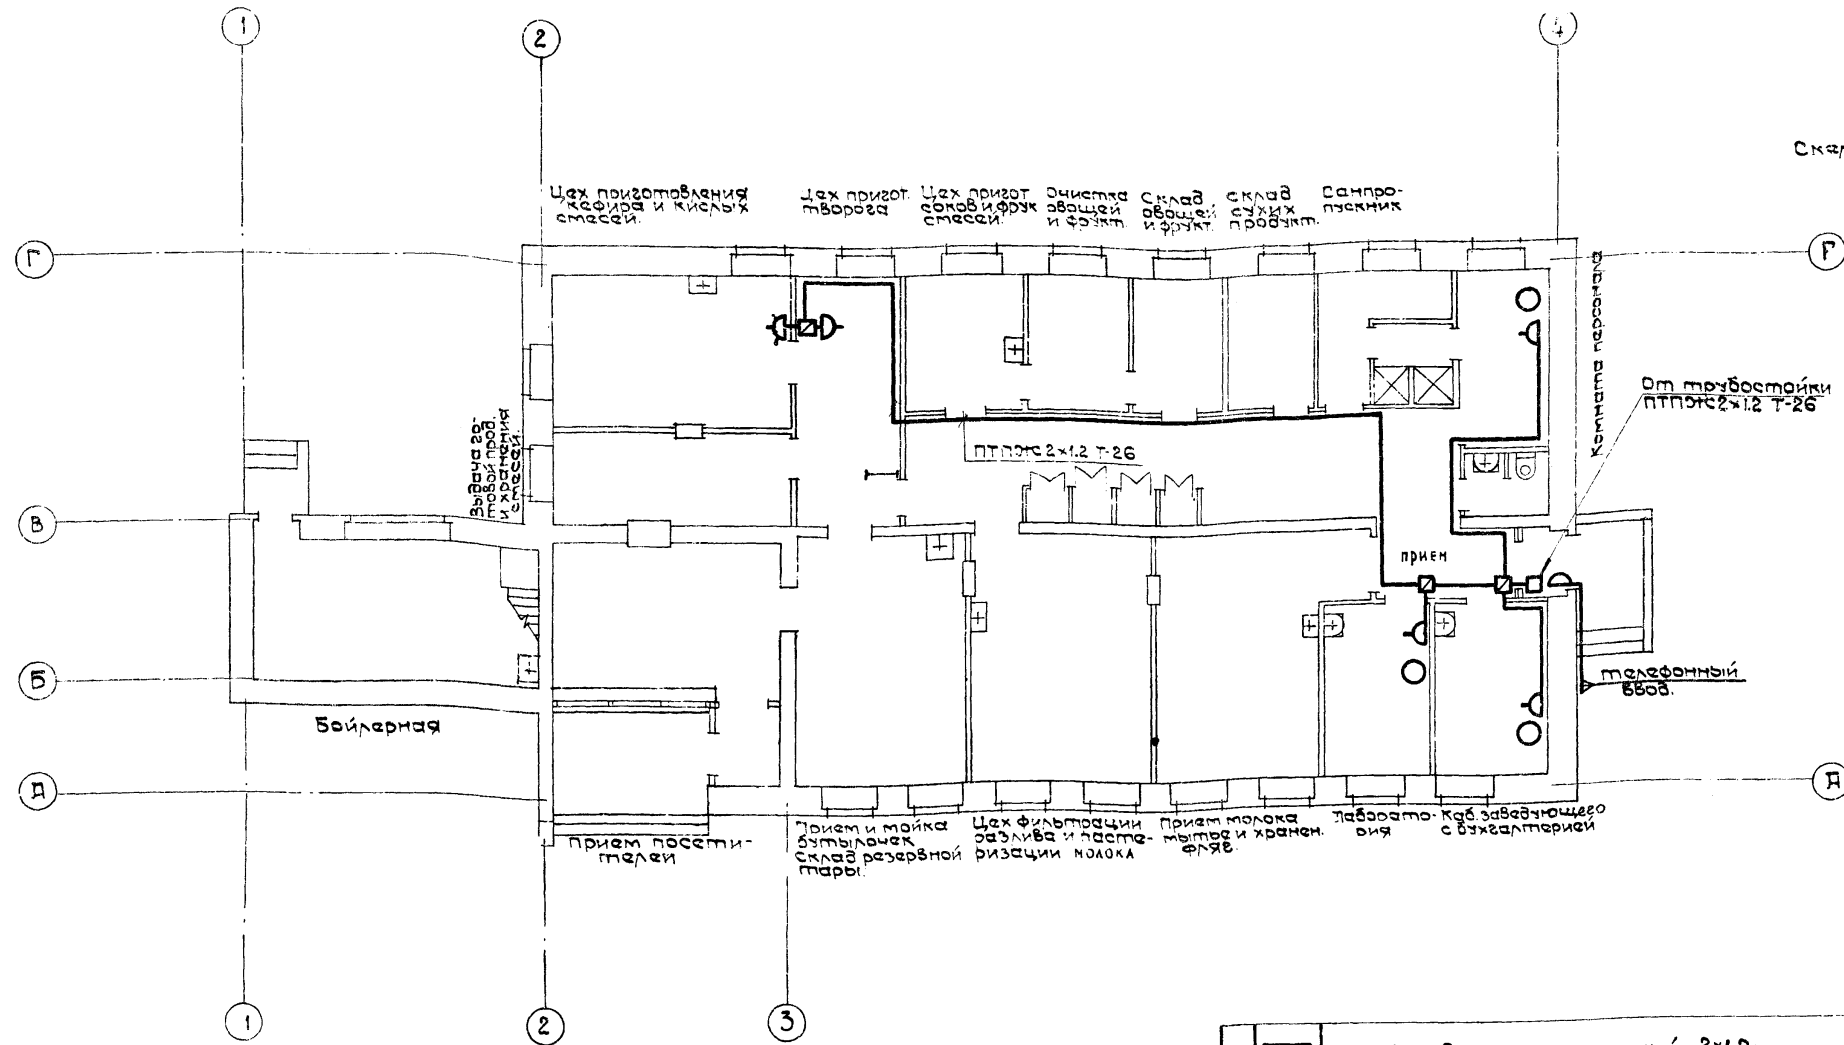 1
2
4
Цех приготовления
кефира и кислых
смесей.
Цех пригот.
творога
Цех пригот
соков и фрук
смесей.
Очистка
овощей
и фрукт.
Склад
овощей
и фрукт.
Склад
сухих
продукт.
Санпро-
пускник
Г
Г
Комната персонала
От трубостойки
ПТПЖ 2×1.2 Т-26
Выдача го-
товой прод.
и хранения
смесей.
ПТПЖ 2×1.2 Т-26
В
прием
Б
телефонный
ввод.
Бойлерная
А
А
Прием посети-
телей
Прием и мойка
бутылочек
Склад резервной
тары.
Цех фильтрации
разлива и пасте-
ризации молока
Прием молока
мытье и хранен.
фляг.
Лаборато-
рия
Каб. заведующего
с бухгалтерией
1
2
3